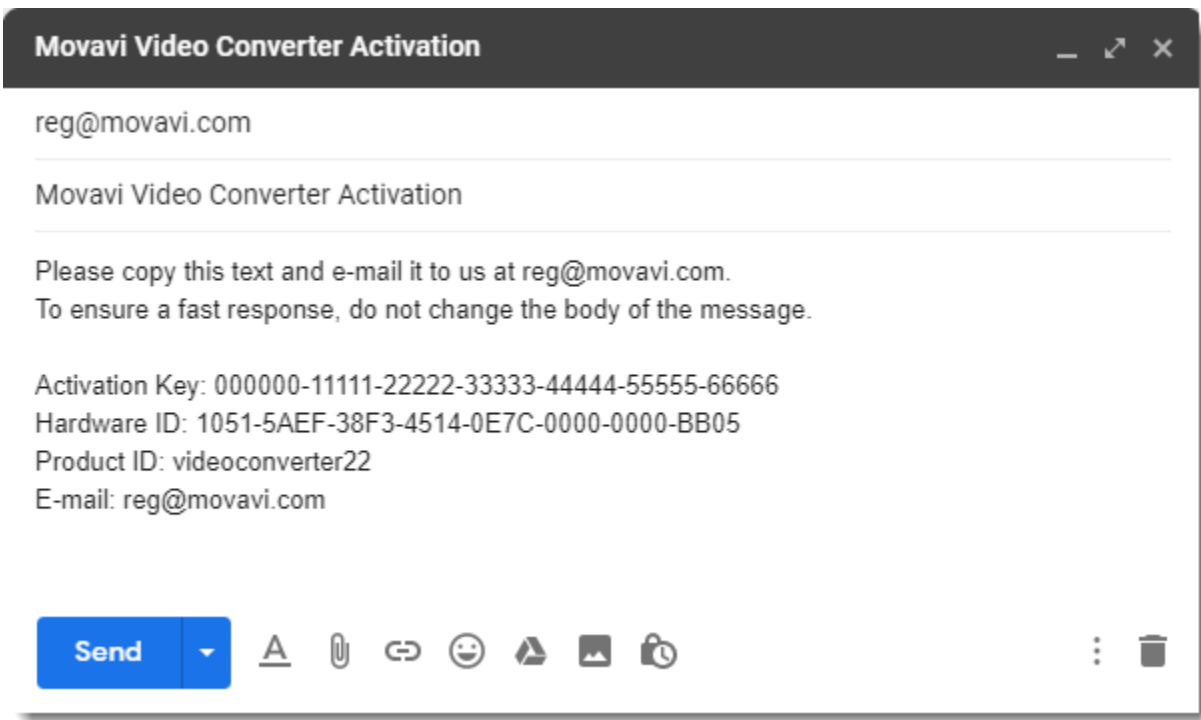 Movavi Video Converter Activation
reg@movavi.com
Movavi Video Converter Activation
Please copy this text and e-mail it to us at reg@movavi.com.
To ensure a fast response, do not change the body of the message.
Activation Key: 000000-11111-22222-33333-44444-55555-66666
Hardware ID: 1051-5AEF-38F3-4514-0E7C-0000-0000-BB05
Product ID: videoconverter22
E-mail: reg@movavi.com
Send